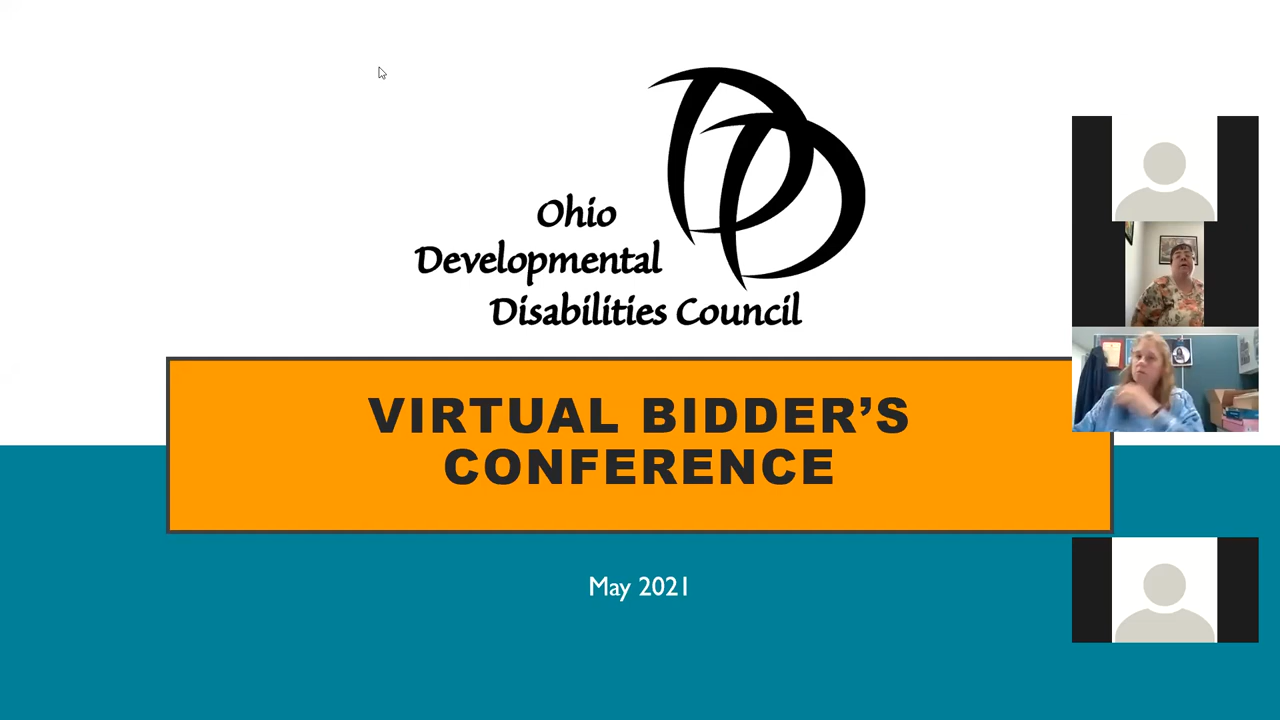 Ohio
Developmental
Disabilities Council
VIRTUAL BIDDER’S
CONFERENCE
May 2021